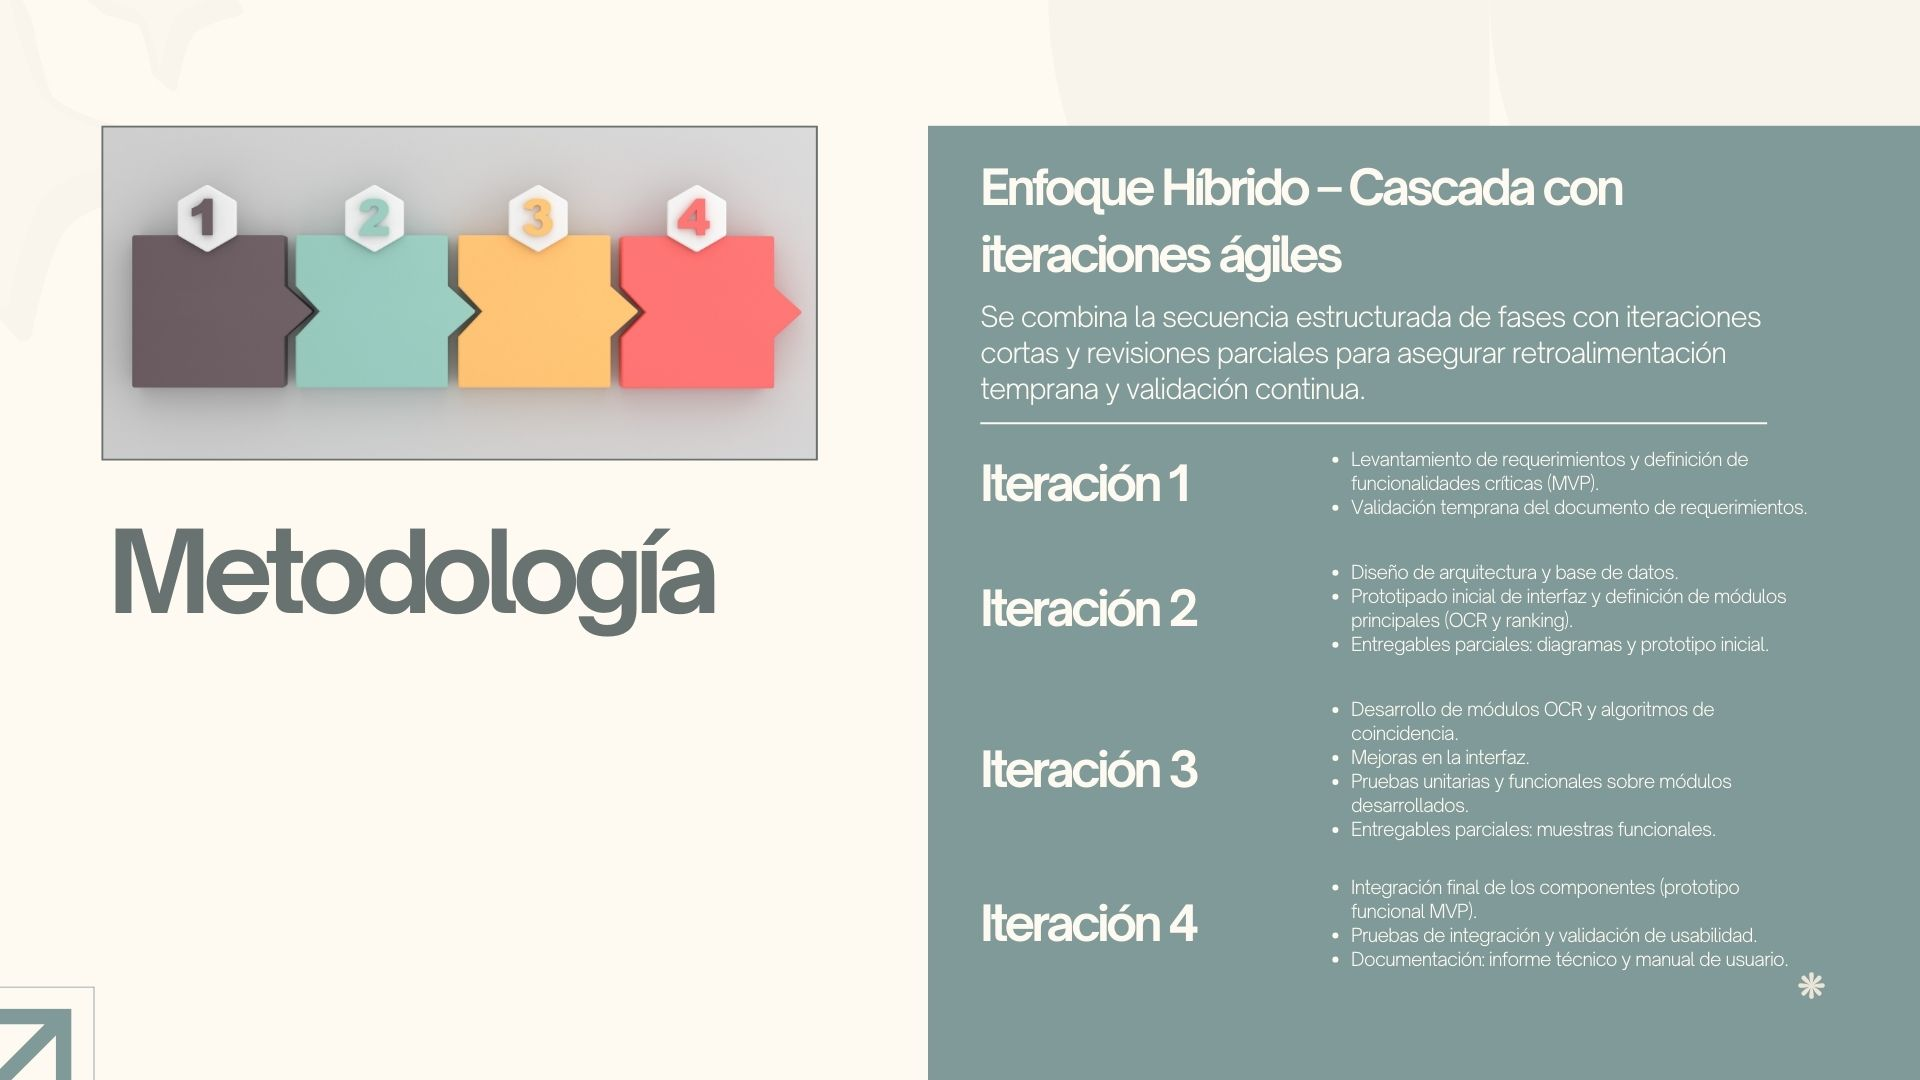 1
2
3
4
Metodología
Enfoque Híbrido – Cascada con
iteraciones ágiles
Se combina la secuencia estructurada de fases con iteraciones
cortas y revisiones parciales para asegurar retroalimentación
temprana y validación continua.
Iteración 1
• Levantamiento de requerimientos y definición de
funcionalidades críticas (MVP).
• Validación temprana del documento de requerimientos.
Iteración 2
• Diseño de arquitectura y base de datos.
• Prototipado inicial de interfaz y definición de módulos
principales (OCR y ranking).
• Entregables parciales: diagramas y prototipo inicial.
Iteración 3
• Desarrollo de módulos OCR y algoritmos de
coincidencia.
• Mejoras en la interfaz.
• Pruebas unitarias y funcionales sobre módulos
desarrollados.
• Entregables parciales: muestras funcionales.
Iteración 4
• Integración final de los componentes (prototipo
funcional MVP).
• Pruebas de integración y validación de usabilidad.
• Documentación: informe técnico y manual de usuario.